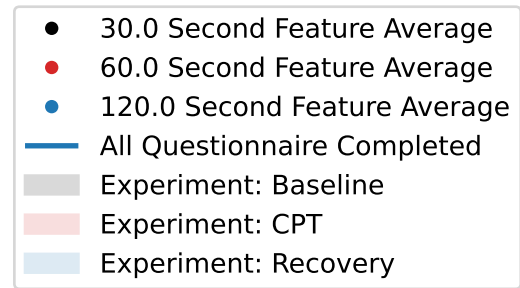 30.0 Second Feature Average
60.0 Second Feature Average
120.0 Second Feature Average
All Questionnaire Completed
Experiment: Baseline
Experiment: CPT
Experiment: Recovery